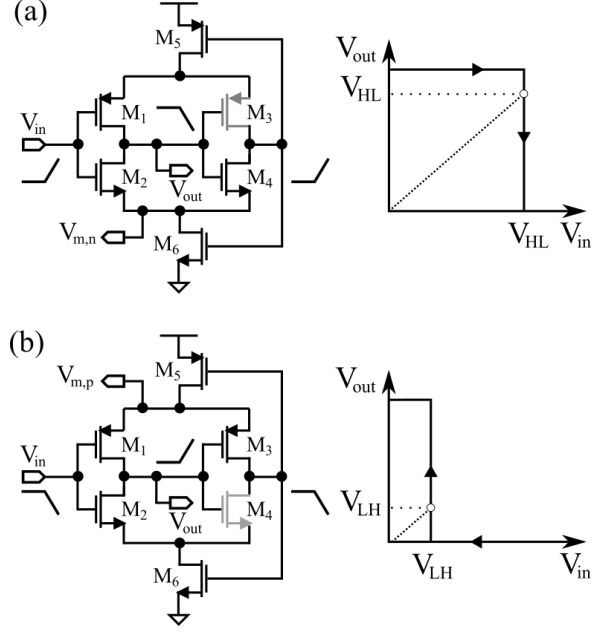 (a)
M5
Vout
VHL
M1
M3
Vin
M2
M4
Vout
Vm,n
M6
VHL
Vin
(b)
Vm,p
M5
Vout
M1
M3
Vin
M2
M4
Vout
VLH
M6
VLH
Vin